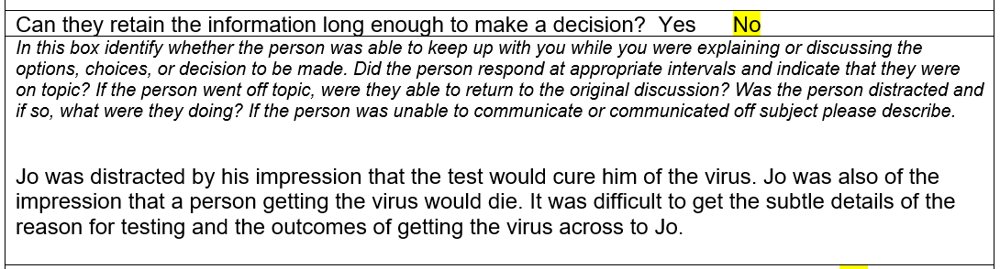 Can they retain the information long enough to make a decision? Yes No
In this box identify whether the person was able to keep up with you while you were explaining or discussing the
options, choices, or decision to be made. Did the person respond at appropriate intervals and indicate that they were
on topic? If the person went off topic, were they able to return to the original discussion? Was the person distracted and
if so, what were they doing? If the person was unable to communicate or communicated off subject please describe.
Jo was distracted by his impression that the test would cure him of the virus. Jo was also of the
impression that a person getting the virus would die. It was difficult to get the subtle details of the
reason for testing and the outcomes of getting the virus across to Jo.